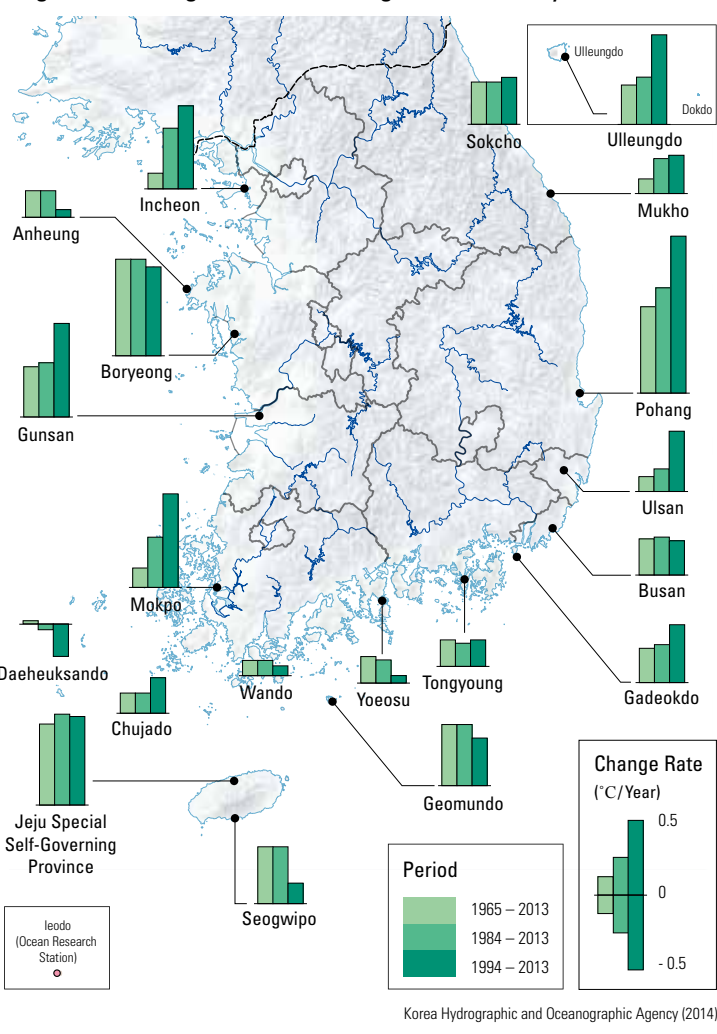 Ulleungdo
Dokdo
Sokcho
Ulleungdo
Incheon
Mukho
Anheung
Boryeong
Pohang
Gunsan
Ulsan
Busan
Mokpo
Daeheuksando
Wando
Yoeosu
Tongyoung
Gadeokdo
Chujado
Geomundo
Jeju Special
Self-Governing
Province
Seogwipo
Change Rate
(°C/Year)
0.5
0
- 0.5
Period
1965 – 2013
1984 – 2013
1994 – 2013
Ieodo
(Ocean Research
Station)
Korea Hydrographic and Oceanographic Agency (2014)